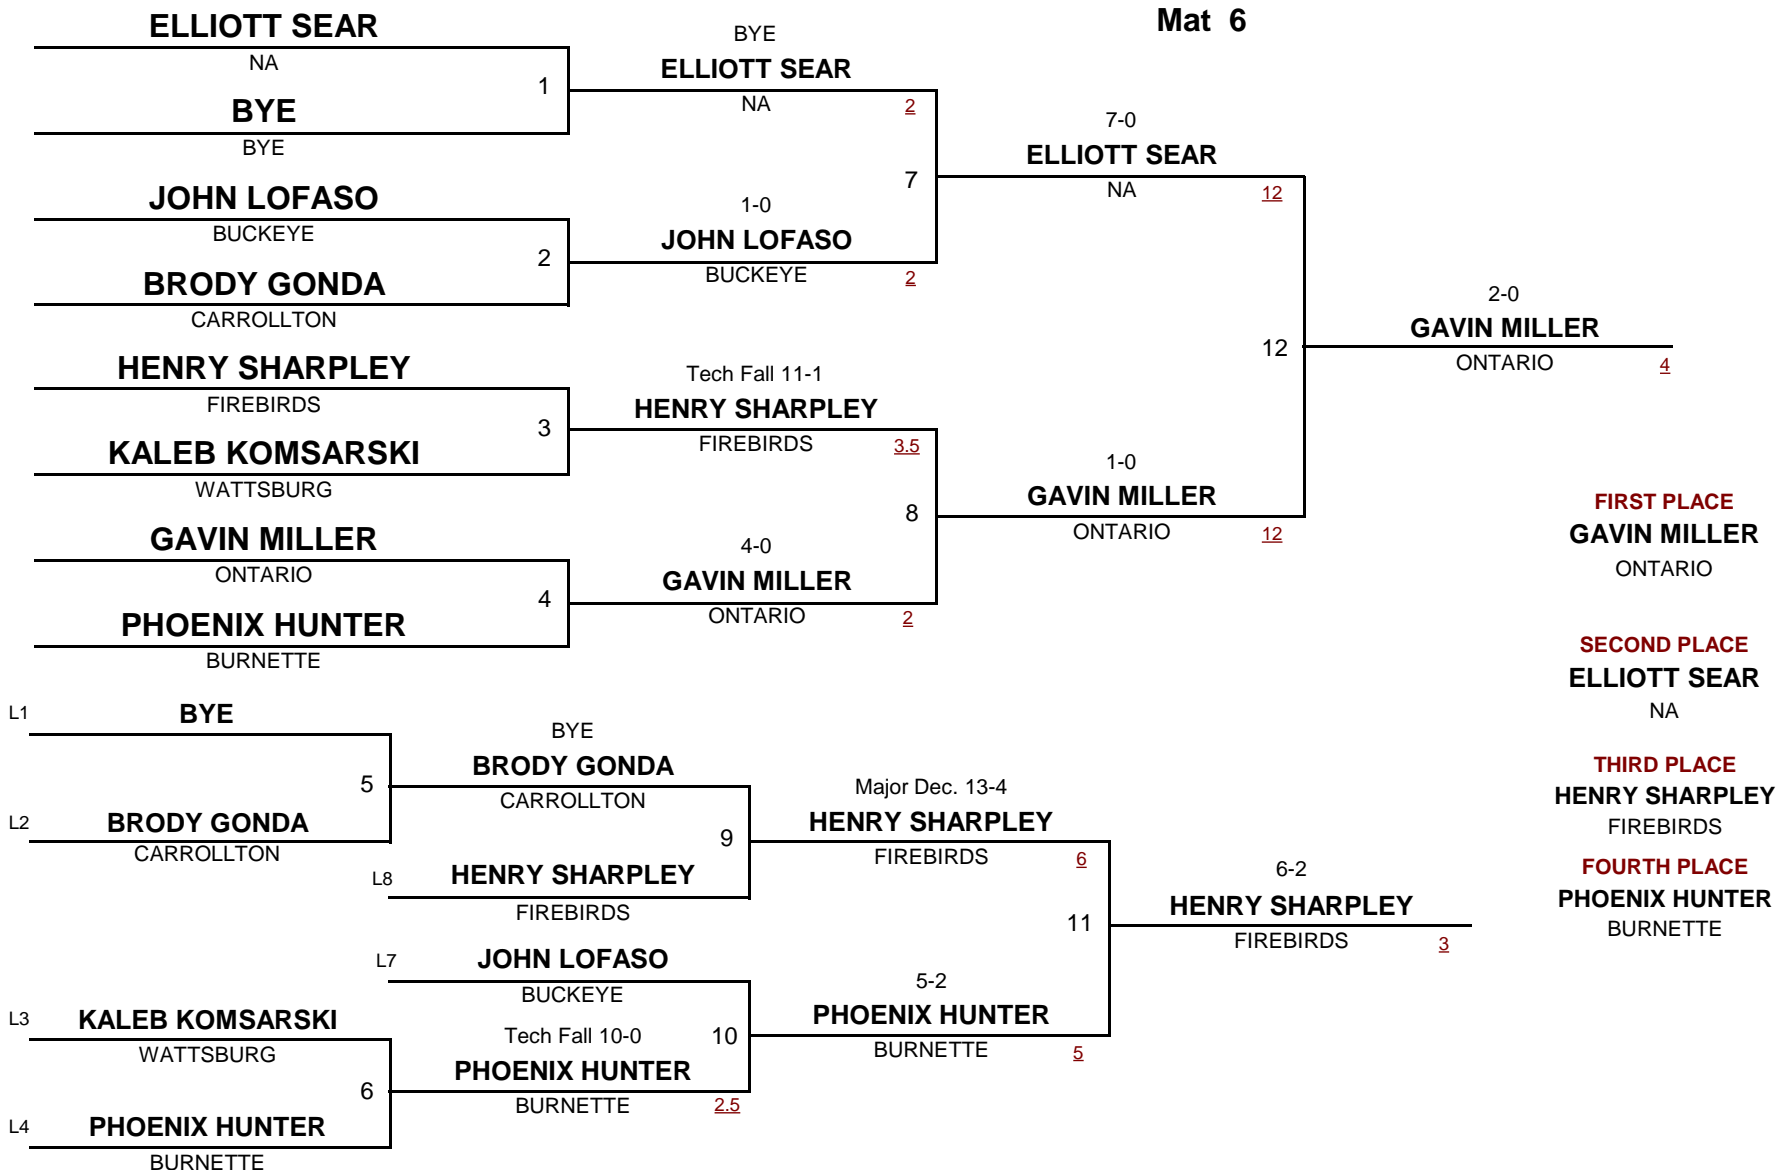 Mat 6
ELLIOTT SEAR
NA
1
BYE
BYE
JOHN LOFASO
BUCKEYE
2
BRODY GONDA
CARROLLTON
HENRY SHARPLEY
FIREBIRDS
3
KALEB KOMSARSKI
WATTSBURG
GAVIN MILLER
ONTARIO
4
PHOENIX HUNTER
BURNETTE
BYE
ELLIOTT SEAR
NA
2
7
1-0
JOHN LOFASO
BUCKEYE
2
Tech Fall 11-1
HENRY SHARPLEY
FIREBIRDS
3.5
8
4-0
GAVIN MILLER
ONTARIO
2
7-0
ELLIOTT SEAR
NA
12
12
1-0
GAVIN MILLER
ONTARIO
12
2-0
GAVIN MILLER
ONTARIO
4
FIRST PLACE
GAVIN MILLER
ONTARIO
SECOND PLACE
ELLIOTT SEAR
NA
THIRD PLACE
HENRY SHARPLEY
FIREBIRDS
FOURTH PLACE
PHOENIX HUNTER
BURNETTE
L1
BYE
5
L2
BRODY GONDA
CARROLLTON
L3
KALEB KOMSARSKI
WATTSBURG
6
L4
PHOENIX HUNTER
BURNETTE
BYE
BRODY GONDA
CARROLLTON
9
L8
HENRY SHARPLEY
FIREBIRDS
L7
JOHN LOFASO
BUCKEYE
10
Tech Fall 10-0
PHOENIX HUNTER
BURNETTE
2.5
Major Dec. 13-4
HENRY SHARPLEY
FIREBIRDS
6
11
5-2
PHOENIX HUNTER
BURNETTE
5
6-2
HENRY SHARPLEY
FIREBIRDS
3